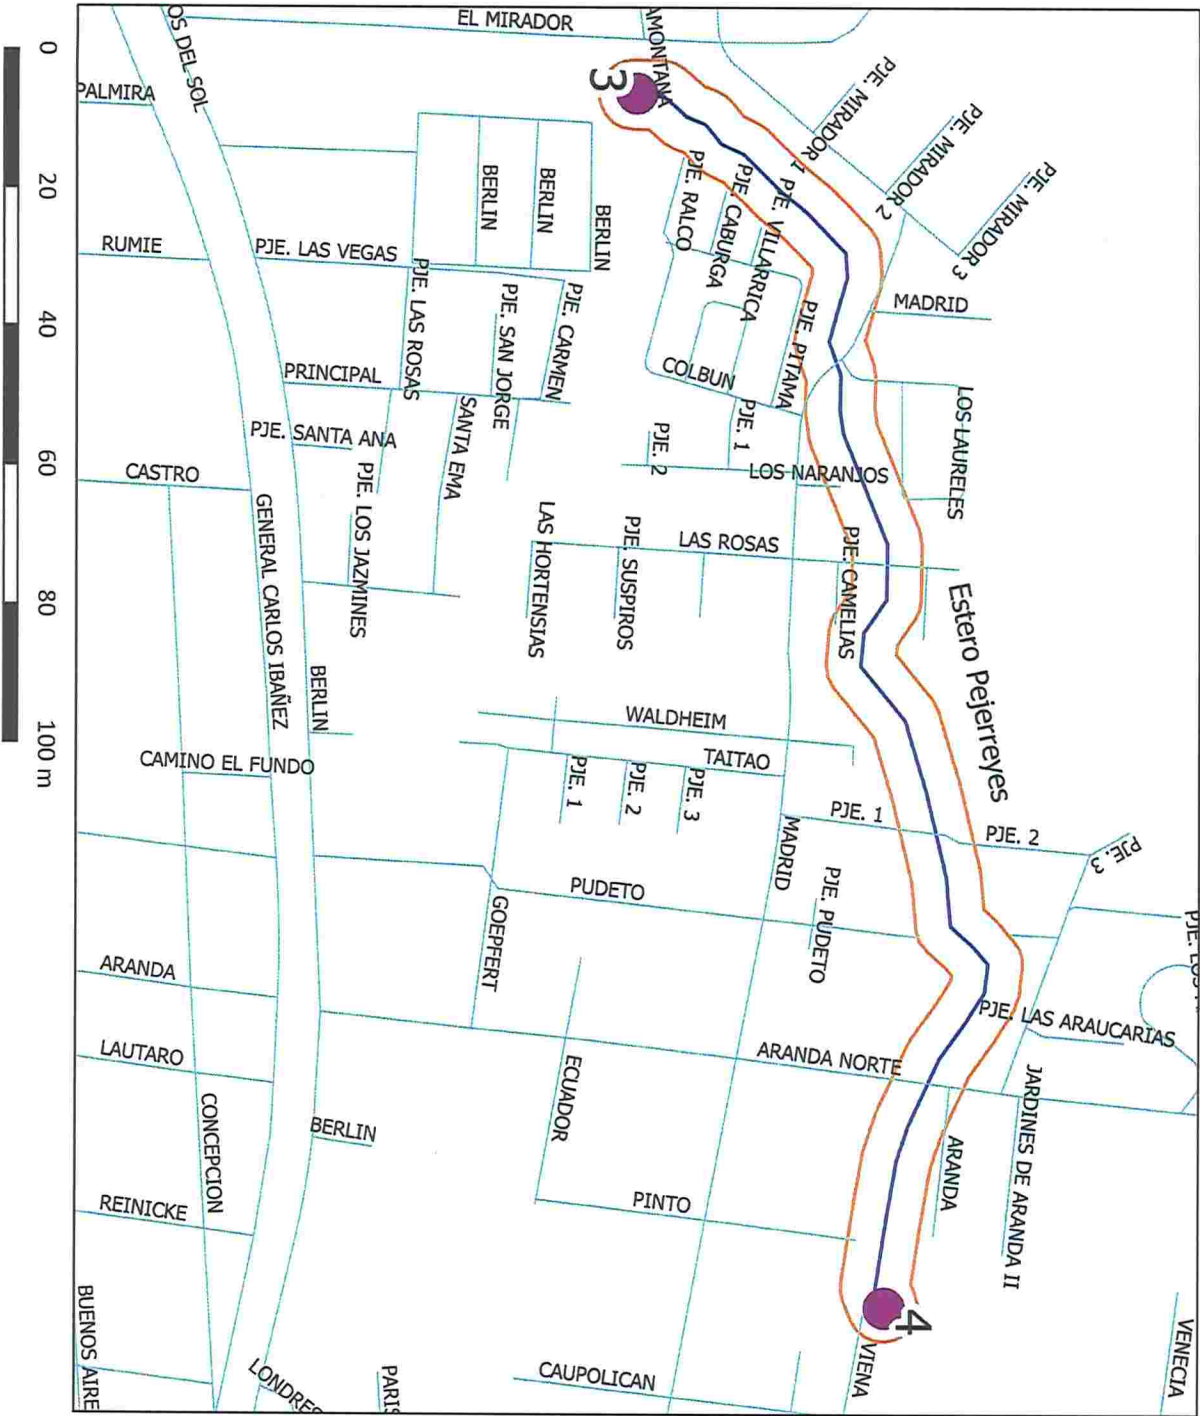 EL MIRADOR
AMONTANA
OS DEL SOL
PALMIRA
3
PJE. MIRADOR 1
PJE. MIRADOR 2
PJE. MIRADOR 3
0
20
40
60
80
100 m
BERLIN
BERLIN
BERLIN
PJE. RALCO
PJE. CABURGA
PJE. VILLARRICA
RUMIE
PJE. LAS VEGAS
PJE. LAS ROSAS
PJE. SAN JORGE
PJE. CARMEN
PJE. PITAMA
MADRID
PRINCIPAL
COLBUN
LOS LAURELES
PJE. SANTA ANA
SANTA EMA
PJE. 2
PJE. 1
CASTRO
PJE. LOS JAZMINES
LOS NARANJOS
GENERAL CARLOS IBAÑEZ
LAS HORTENSIAS
PJE. SUSPIROS
LAS ROSAS
PJE. CAMELIAS
Estero Pejerreyes
BERLIN
WALDHEIM
CAMINO EL FUNDO
TAITAO
PJE. 1
PJE. 2
PJE. 3
MADRID
PJE. 1
PJE. 2
PJE. 3
PUDETO
PJE. PUDETO
GOEPFERT
ARANDA
PJE. LAS ARAUCARIAS
LAUTARO
ECUADOR
ARANDA NORTE
JARDINES DE ARANDA II
CONCEPCION
BERLIN
ARANDA
REINICKE
PINTO
4
BUENOS AIRE
LONDRES
PARIS
CAUPOLICAN
VIENA
VENECIA